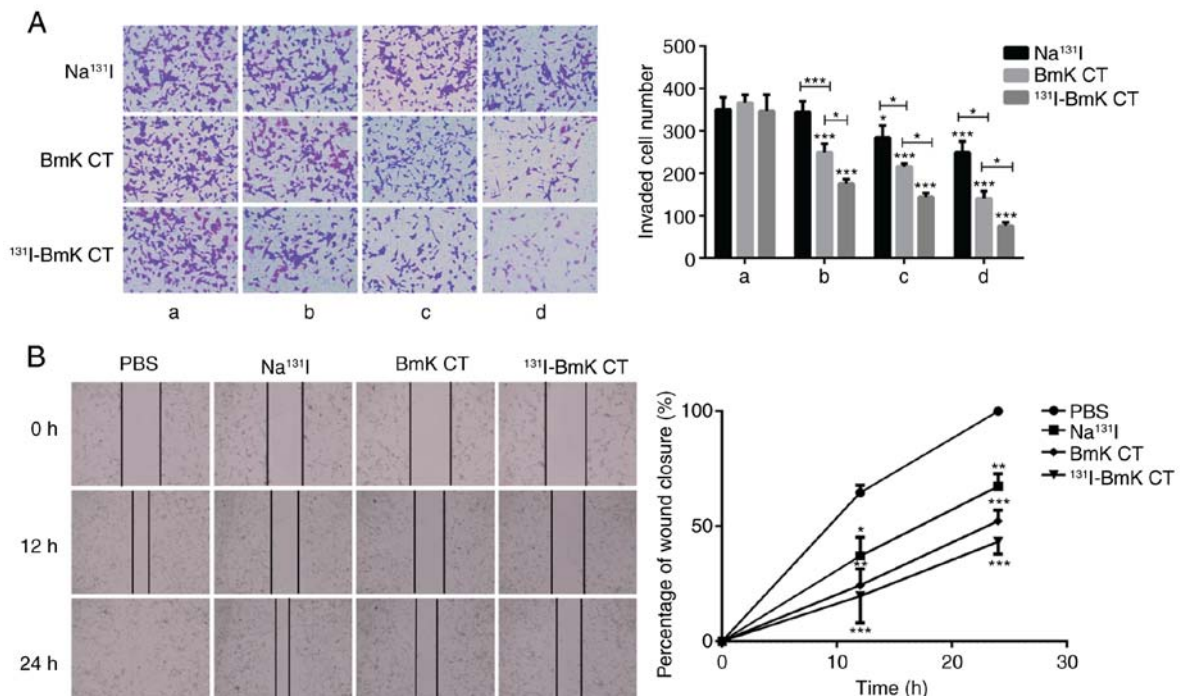 A
Na¹³¹I
BmK CT
¹³¹I-BmK CT
a b c d
Invaded cell number
500
400
300
200
100
0
a b c d
Na¹³¹I
BmK CT
¹³¹I-BmK CT
*** * * * * *
*** *** * *** *** *** *** ***
B
PBS Na¹³¹I BmK CT ¹³¹I-BmK CT
0 h
12 h
24 h
Percentage of wound closure (%)
100
50
0
0 10 20 30
Time (h)
PBS
Na¹³¹I
BmK CT
¹³¹I-BmK CT
*
**
***
**
***
***